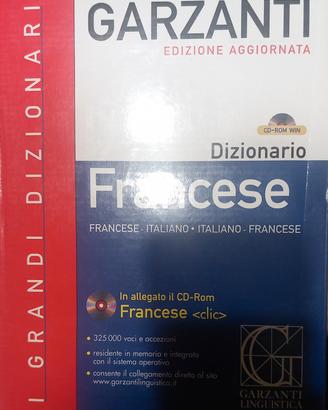 I GRANDI DIZIONARI
GARZANTI
EDIZIONE AGGIORNATA
CD-ROM WIN
Dizionario
Francese
FRANCESE - ITALIANO • ITALIANO - FRANCESE
In allegato il CD-Rom
Francese <clic>
• 325000 voci e accezioni
• residente in memoria e integrato
con il sistema operativo
• consente il collegamento diretto al sito
www.garzantilinguistica.it
GARZANTI
LINGUISTICA